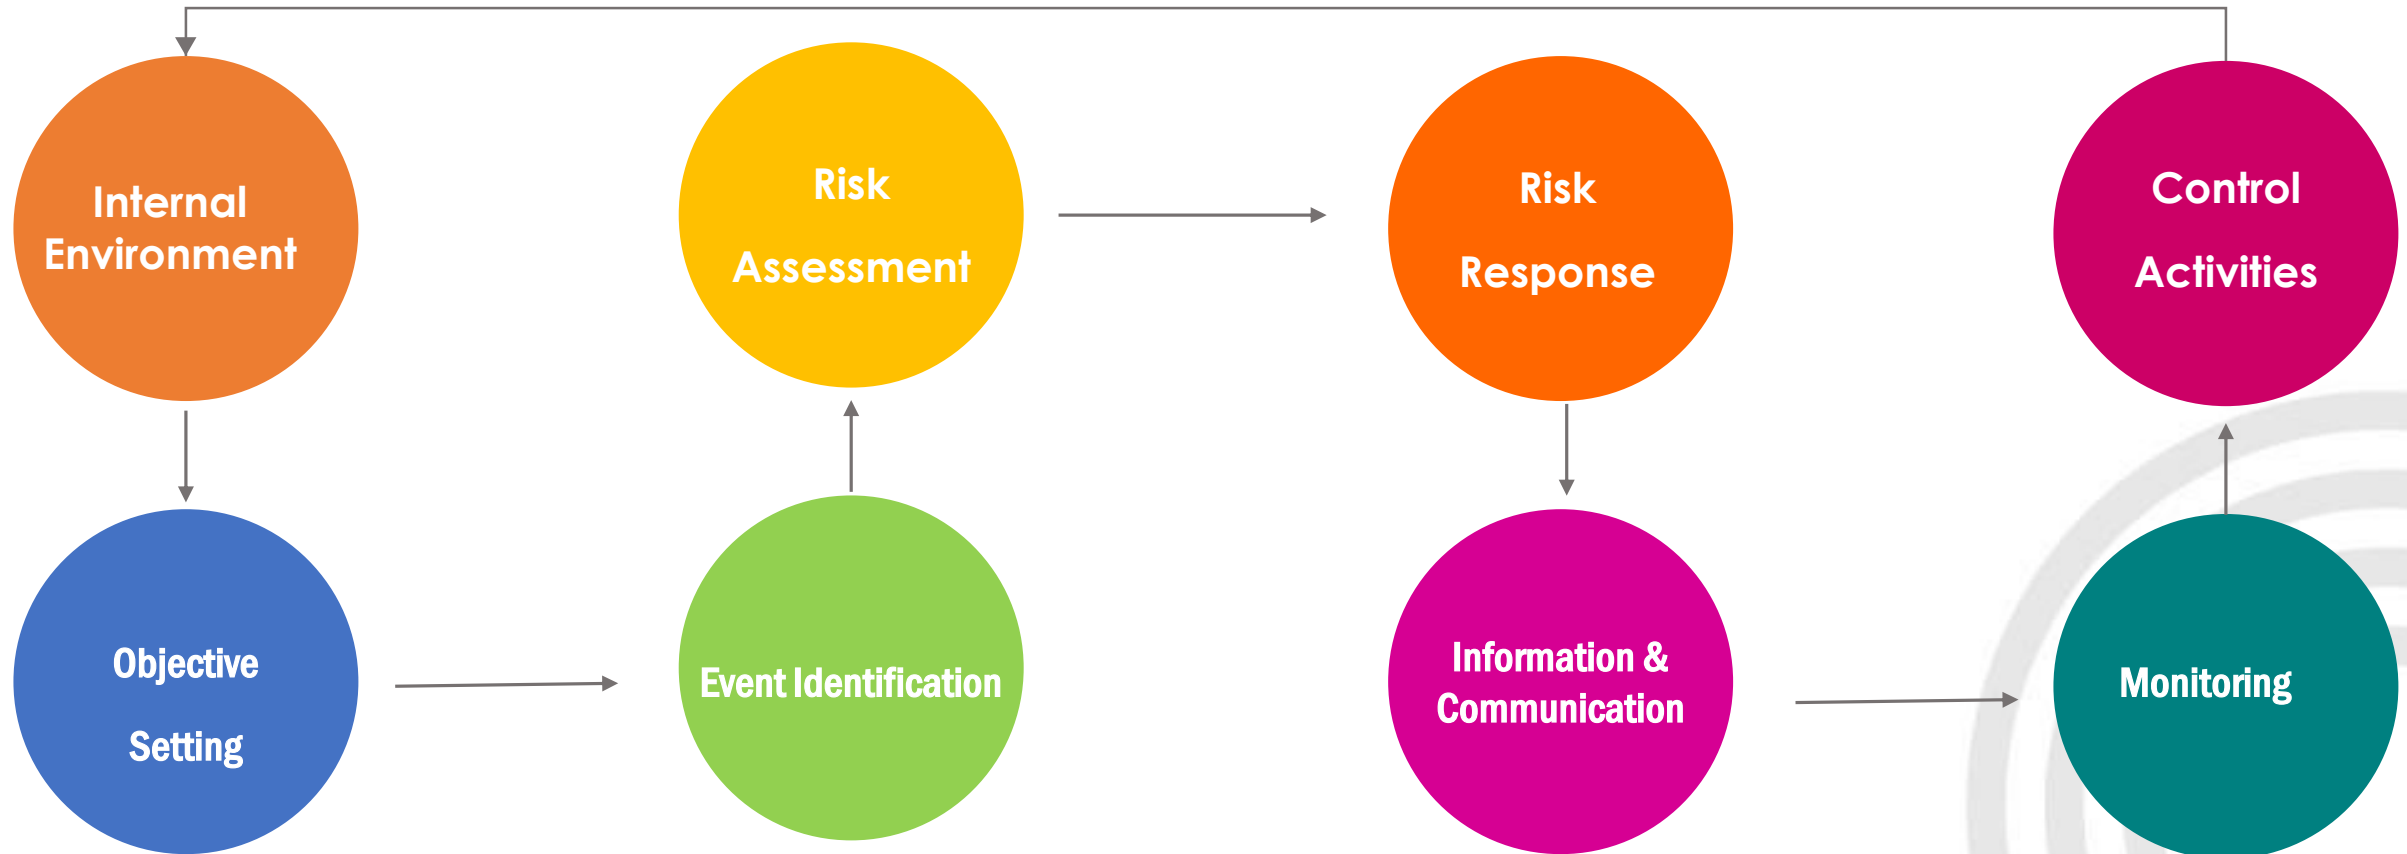 Internal
Environment
Risk
Assessment
Risk
Response
Control
Activities
Objective
Setting
Event Identification
Information &
Communication
Monitoring